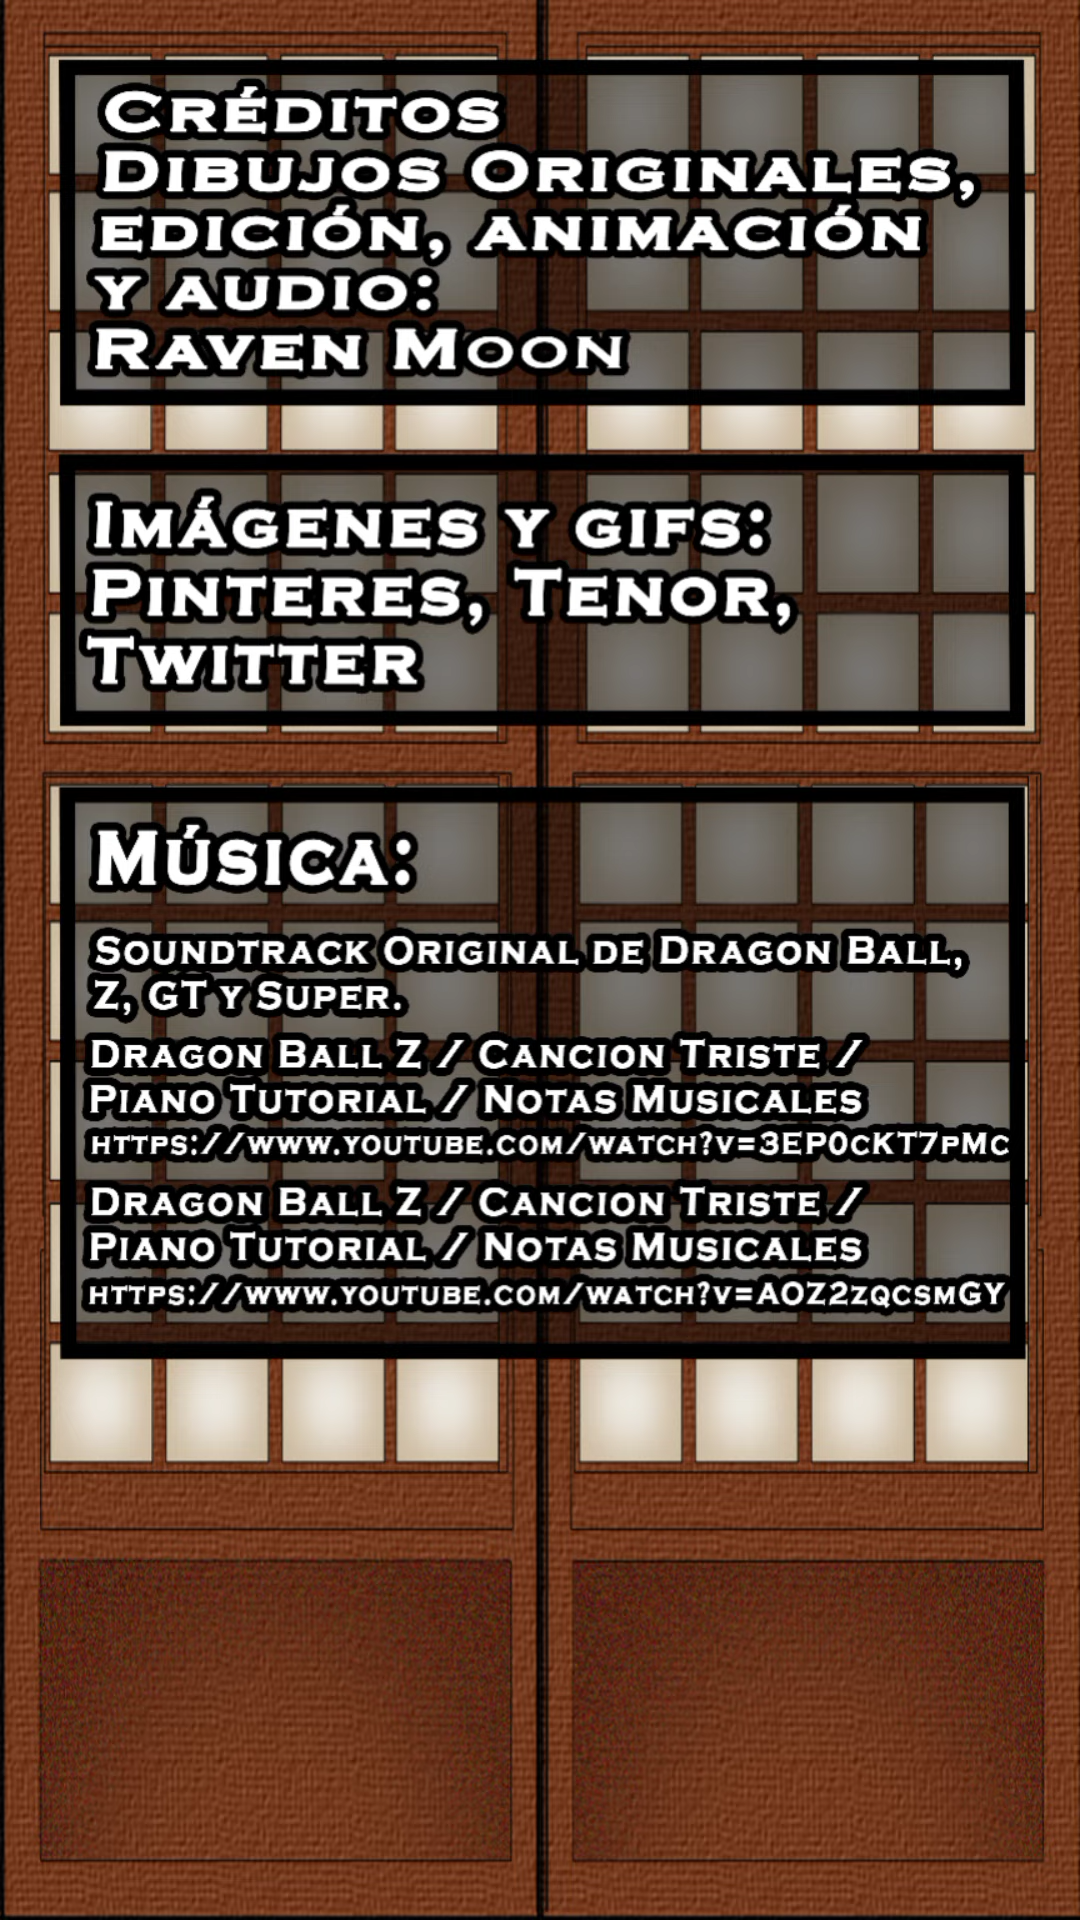 Créditos
Dibujos Originales,
edición, animación
y audio:
Raven Moon
Imágenes y gifs:
Pinteres, Tenor,
Twitter
Música:
Soundtrack Original de Dragon Ball,
Z, GT y Super.
Dragon Ball Z / Cancion Triste /
Piano Tutorial / Notas Musicales
https://www.youtube.com/watch?v=3EP0cKT7pMc
Dragon Ball Z / Cancion Triste /
Piano Tutorial / Notas Musicales
https://www.youtube.com/watch?v=AOZ2zqcsmGY